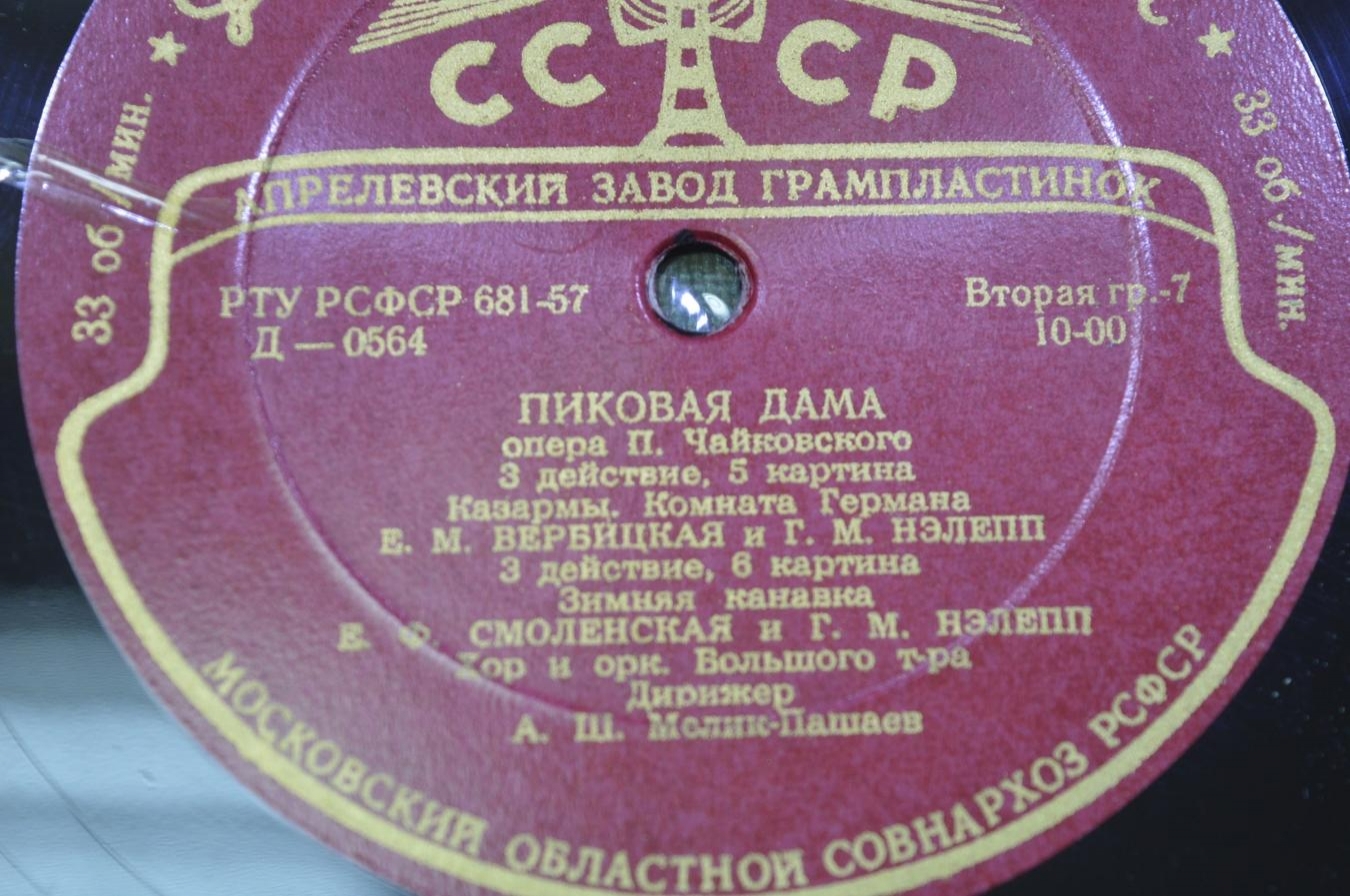 СССР
33 об/мин.
33 об·/мин.
АПРЕЛЕВСКИЙ ЗАВОД ГРАМПЛАСТИНОК
РТУ РСФСР 681-57
Д — 0564
Вторая гр.-7
10-00
ПИКОВАЯ ДАМА
опера П. Чайковского
3 действие, 5 картина
Казармы. Комната Германа
Е. М. ВЕРБИЦКАЯ и Г. М. НЭЛЕПП
3 действие, 6 картина
Зимняя канавка
Е. Ф. СМОЛЕНСКАЯ и Г. М. НЭЛЕПП
Хор и орк. Большого т-ра
Дирижер
А. Ш. Мелик-Пашаев
МОСКОВСКИЙ ОБЛАСТНОЙ СОВНАРХОЗ РСФСР